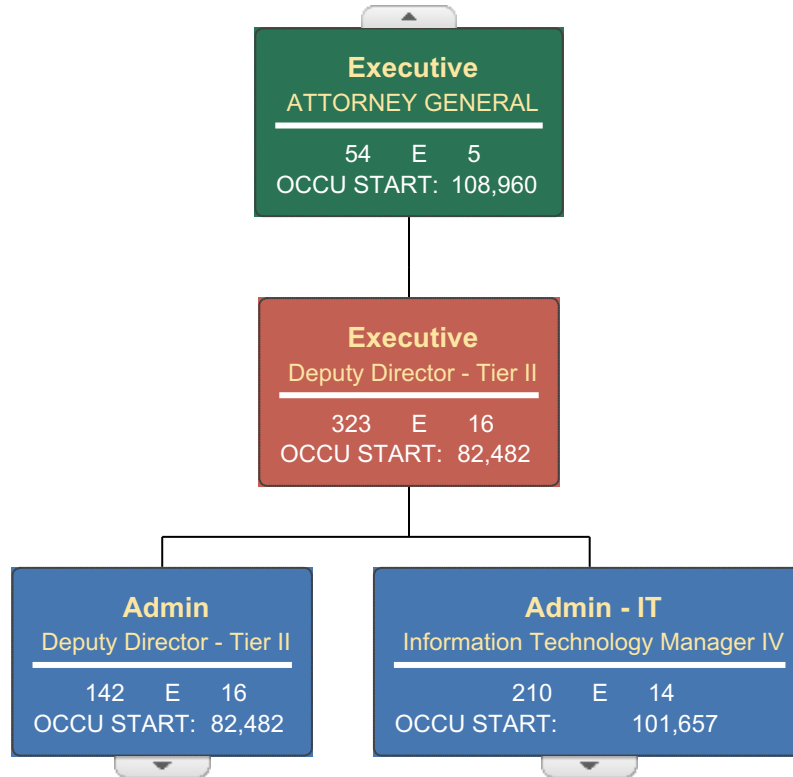 Executive
ATTORNEY GENERAL
54 E 5
OCCU START: 108,960
Executive
Deputy Director - Tier II
323 E 16
OCCU START: 82,482
Admin
Deputy Director - Tier II
142 E 16
OCCU START: 82,482
Admin - IT
Information Technology Manager IV
210 E 14
OCCU START: 101,657